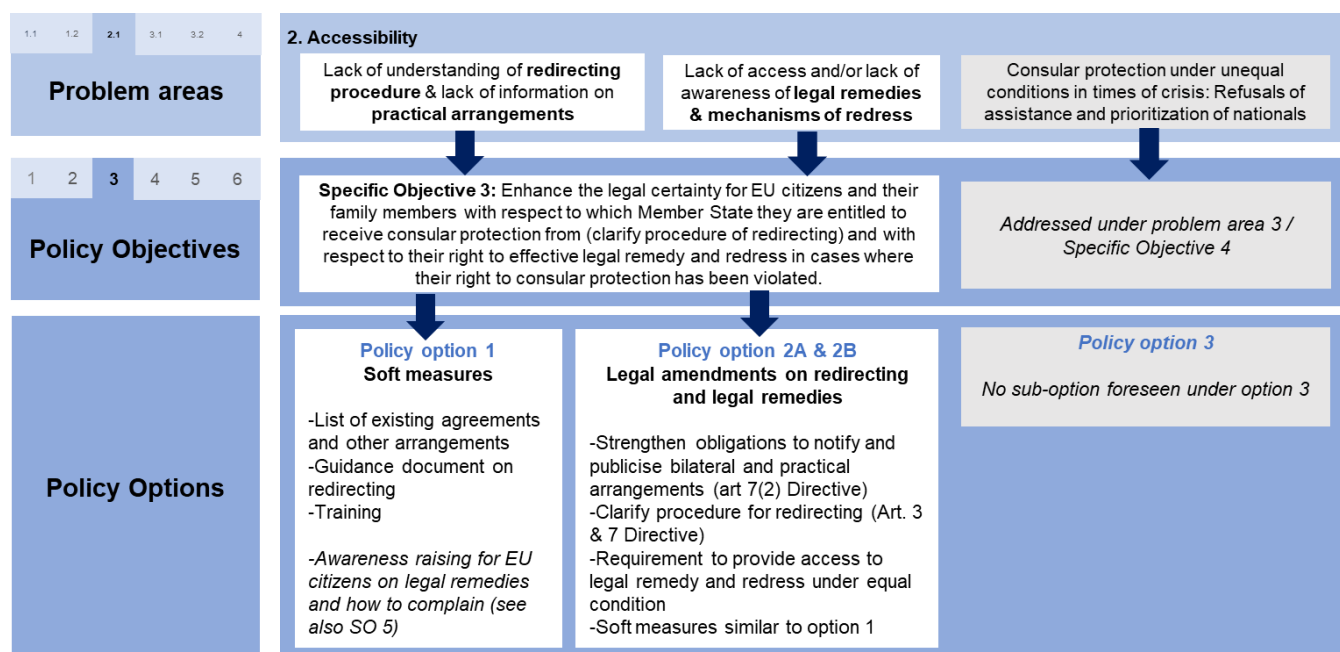 1.1 1.2 2.1 3.1 3.2 4
Problem areas
2. Accessibility
Lack of understanding of redirecting
procedure & lack of information on
practical arrangements
Lack of access and/or lack of
awareness of legal remedies
& mechanisms of redress
Consular protection under unequal
conditions in times of crisis: Refusals of
assistance and prioritization of nationals
1 2 3 4 5 6
Policy Objectives
Specific Objective 3: Enhance the legal certainty for EU citizens and their
family members with respect to which Member State they are entitled to
receive consular protection from (clarify procedure of redirecting) and with
respect to their right to effective legal remedy and redress in cases where
their right to consular protection has been violated.
Addressed under problem area 3 /
Specific Objective 4
Policy Options
Policy option 1
Soft measures
-List of existing agreements
and other arrangements
-Guidance document on
redirecting
-Training
-Awareness raising for EU
citizens on legal remedies
and how to complain (see
also SO 5)
Policy option 2A & 2B
Legal amendments on redirecting
and legal remedies
-Strengthen obligations to notify and
publicise bilateral and practical
arrangements (art 7(2) Directive)
-Clarify procedure for redirecting (Art. 3
& 7 Directive)
-Requirement to provide access to
legal remedy and redress under equal
condition
-Soft measures similar to option 1
Policy option 3
No sub-option foreseen under option 3